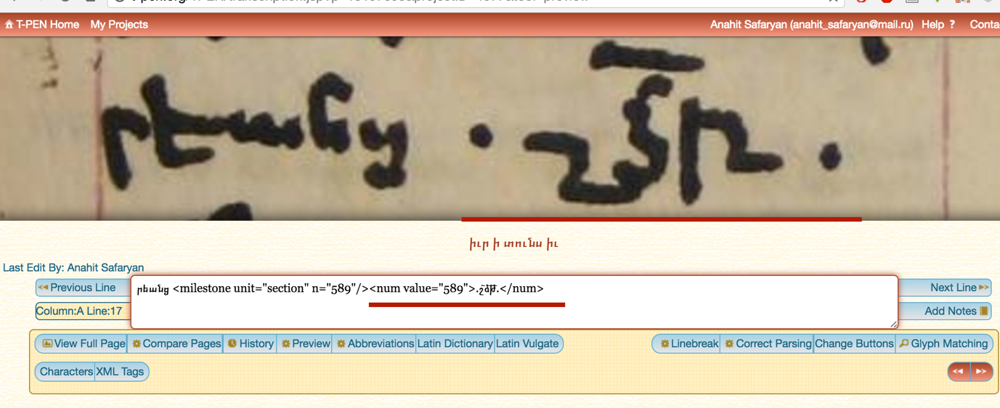 T-PEN Home My Projects Anahit Safaryan (anahit_safaryan@mail.ru) Help ? Conta
րեանց . շձթ .
իւր ի տունս իւ
Last Edit By: Anahit Safaryan
Previous Line
րեանց <milestone unit="section" n="589"/><num value="589">.շձթ.</num>
Next Line
Column:A Line:17
Add Notes
View Full Page Compare Pages History Preview Abbreviations Latin Dictionary Latin Vulgate Linebreak Correct Parsing Change Buttons Glyph Matching
Characters XML Tags